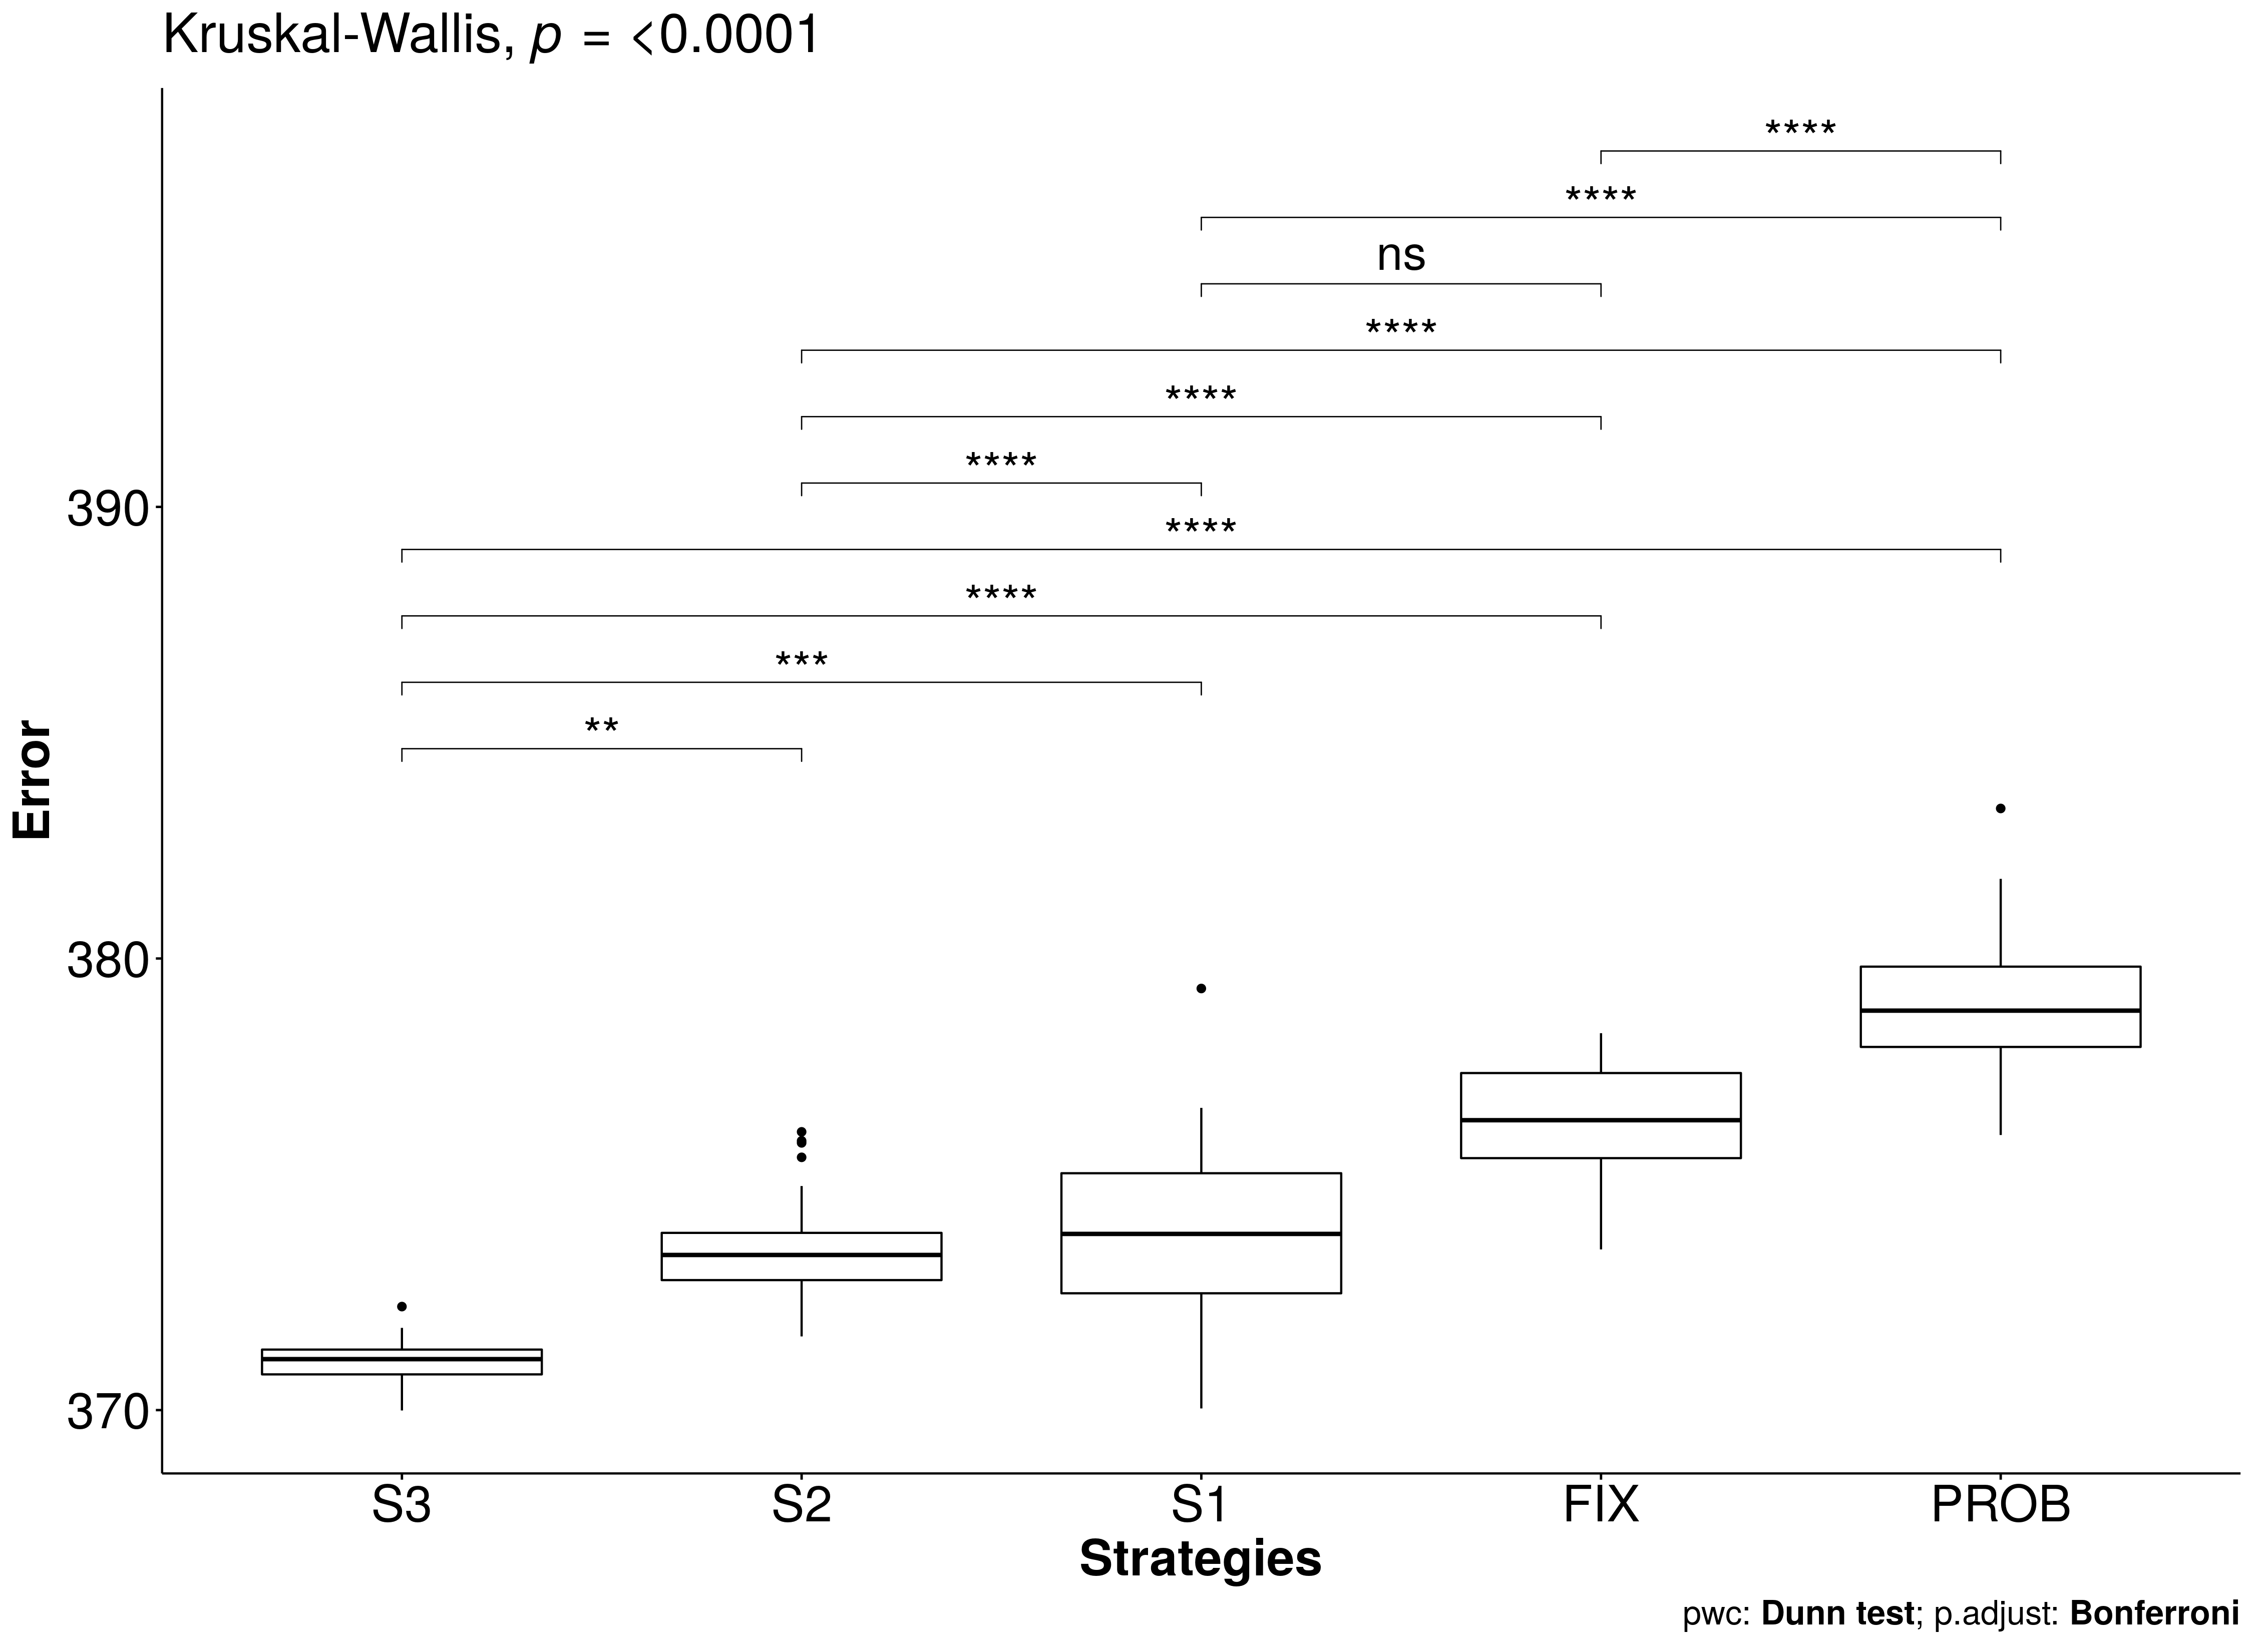 Kruskal-Wallis, p = <0.0001
****
****
ns
****
****
****
****
****
***
**
Error
390
380
370
S3 S2 S1 FIX PROB
Strategies
pwc: Dunn test; p.adjust: Bonferroni